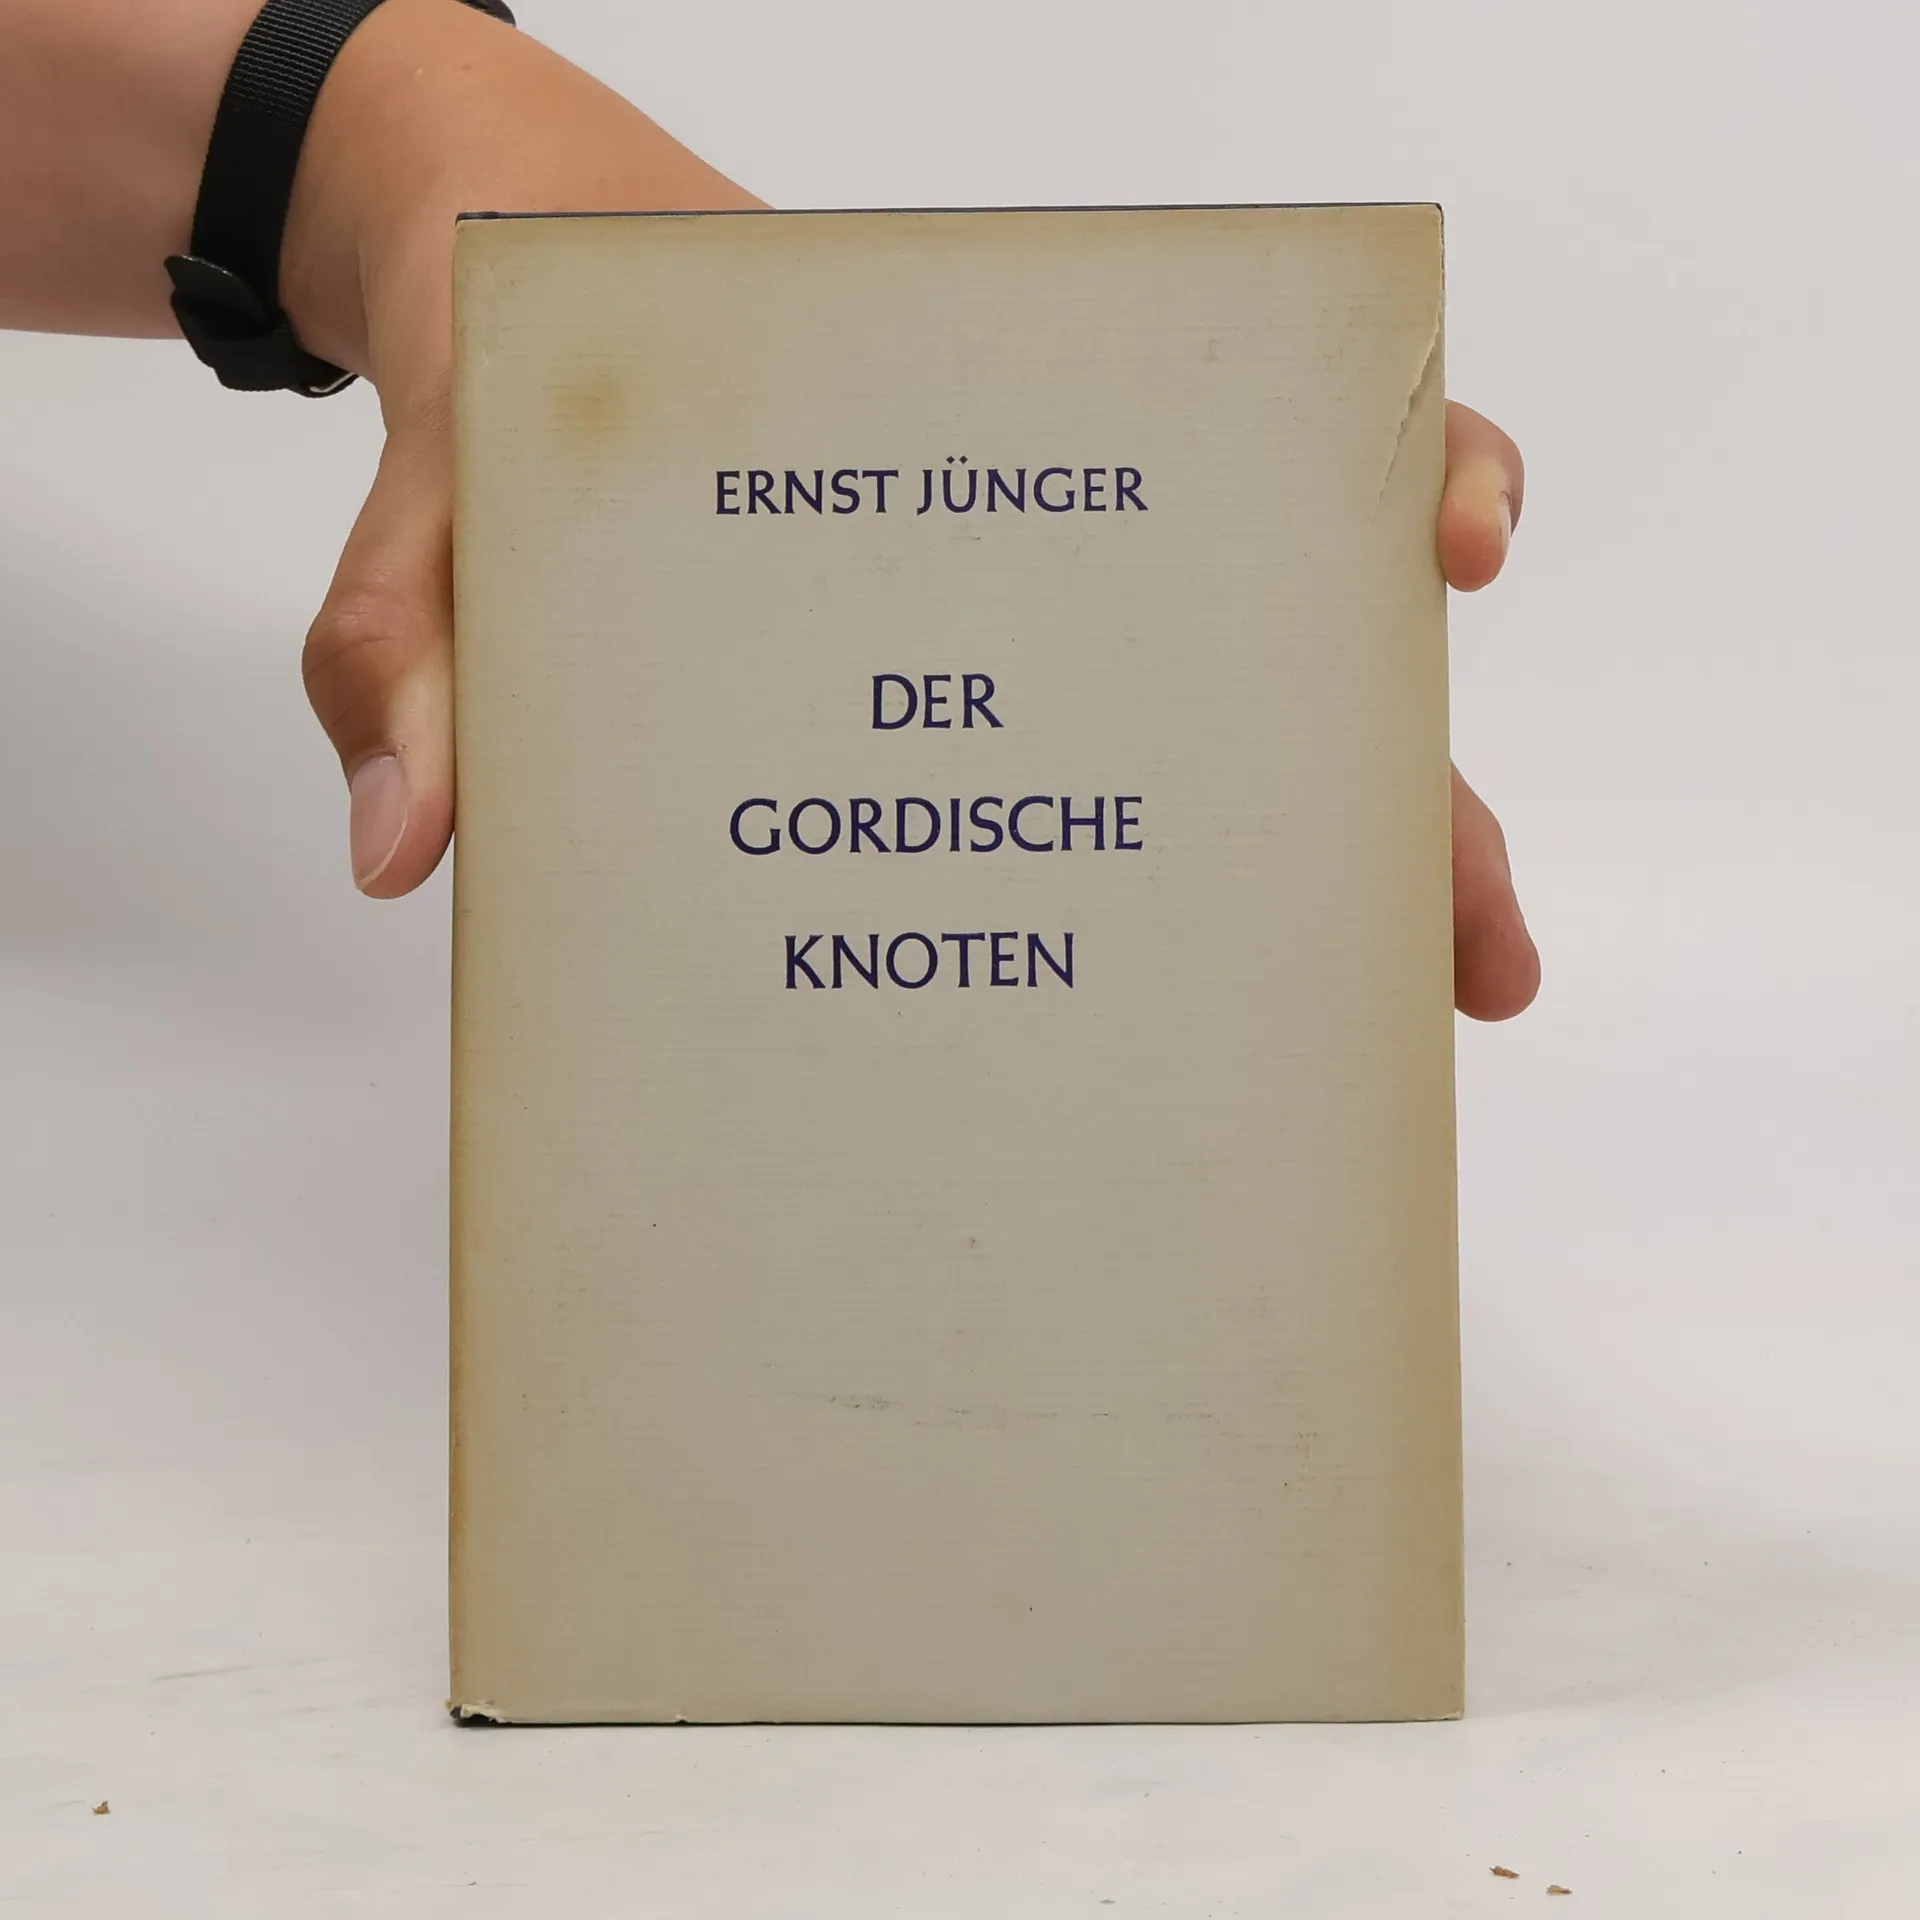 ERNST JÜNGER
DER
GORDISCHE
KNOTEN